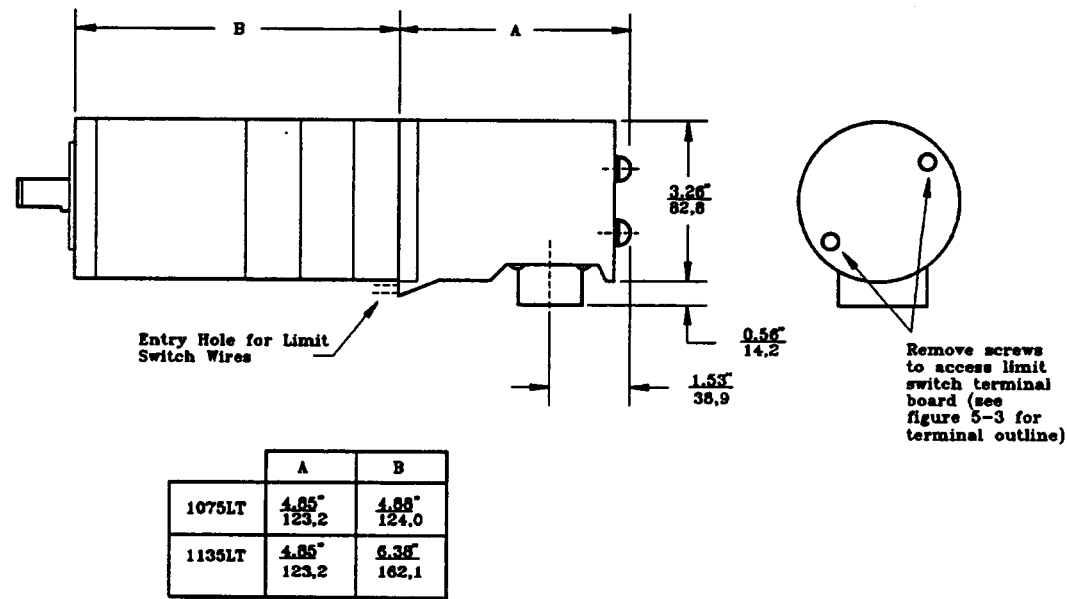 B
A
3.26"
82,8
Entry Hole for Limit
Switch Wires
0.56"
14,2
1.53"
38,9
Remove screws
to access limit
switch terminal
board (see
figure 5-3 for
terminal outline)
A B
1075LT 4.85" 4.88"
123,2 124,0
1135LT 4.85" 6.38"
123,2 162,1